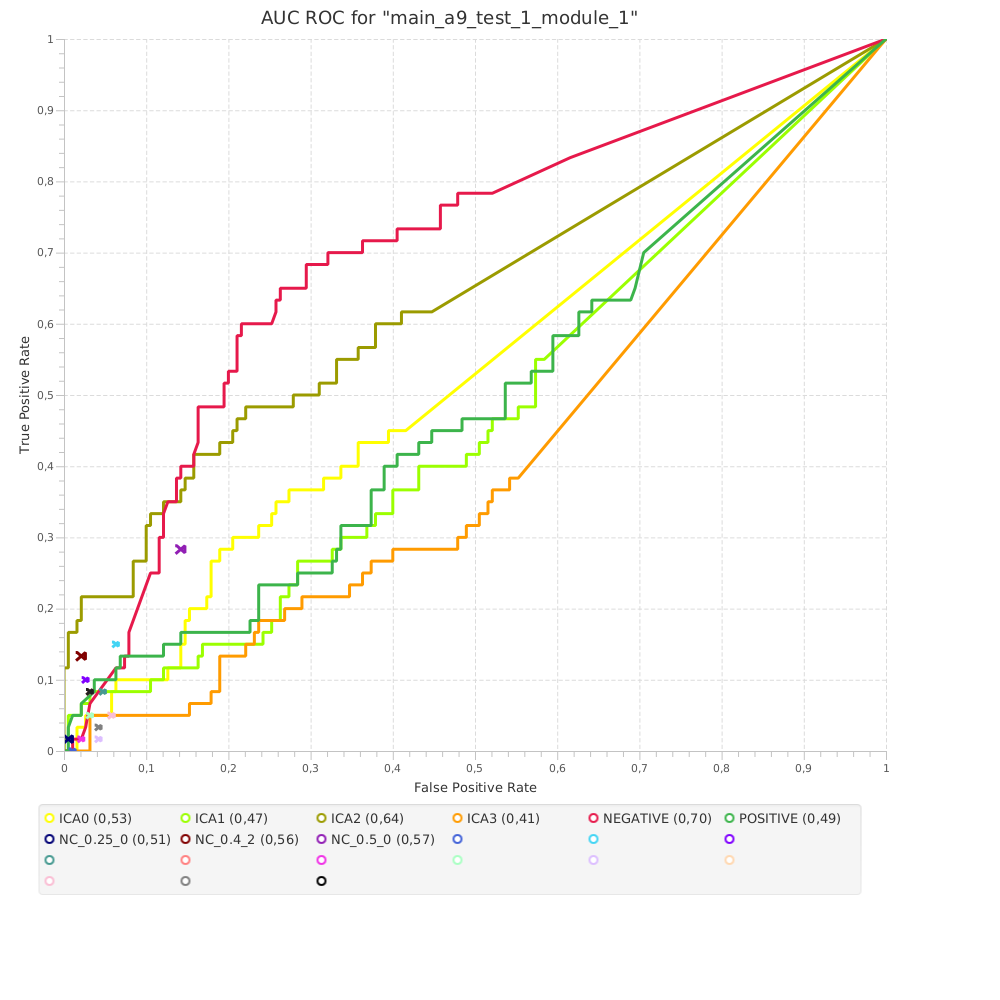 AUC ROC for "main_a9_test_1_module_1"
1
0,9
0,8
0,7
0,6
0,5
0,4
0,3
0,2
0,1
0
True Positive Rate
0 0,1 0,2 0,3 0,4 0,5 0,6 0,7 0,8 0,9 1
False Positive Rate
ICA0 (0,53) ICA1 (0,47) ICA2 (0,64) ICA3 (0,41) NEGATIVE (0,70) POSITIVE (0,49)
NC_0.25_0 (0,51) NC_0.4_2 (0,56) NC_0.5_0 (0,57)